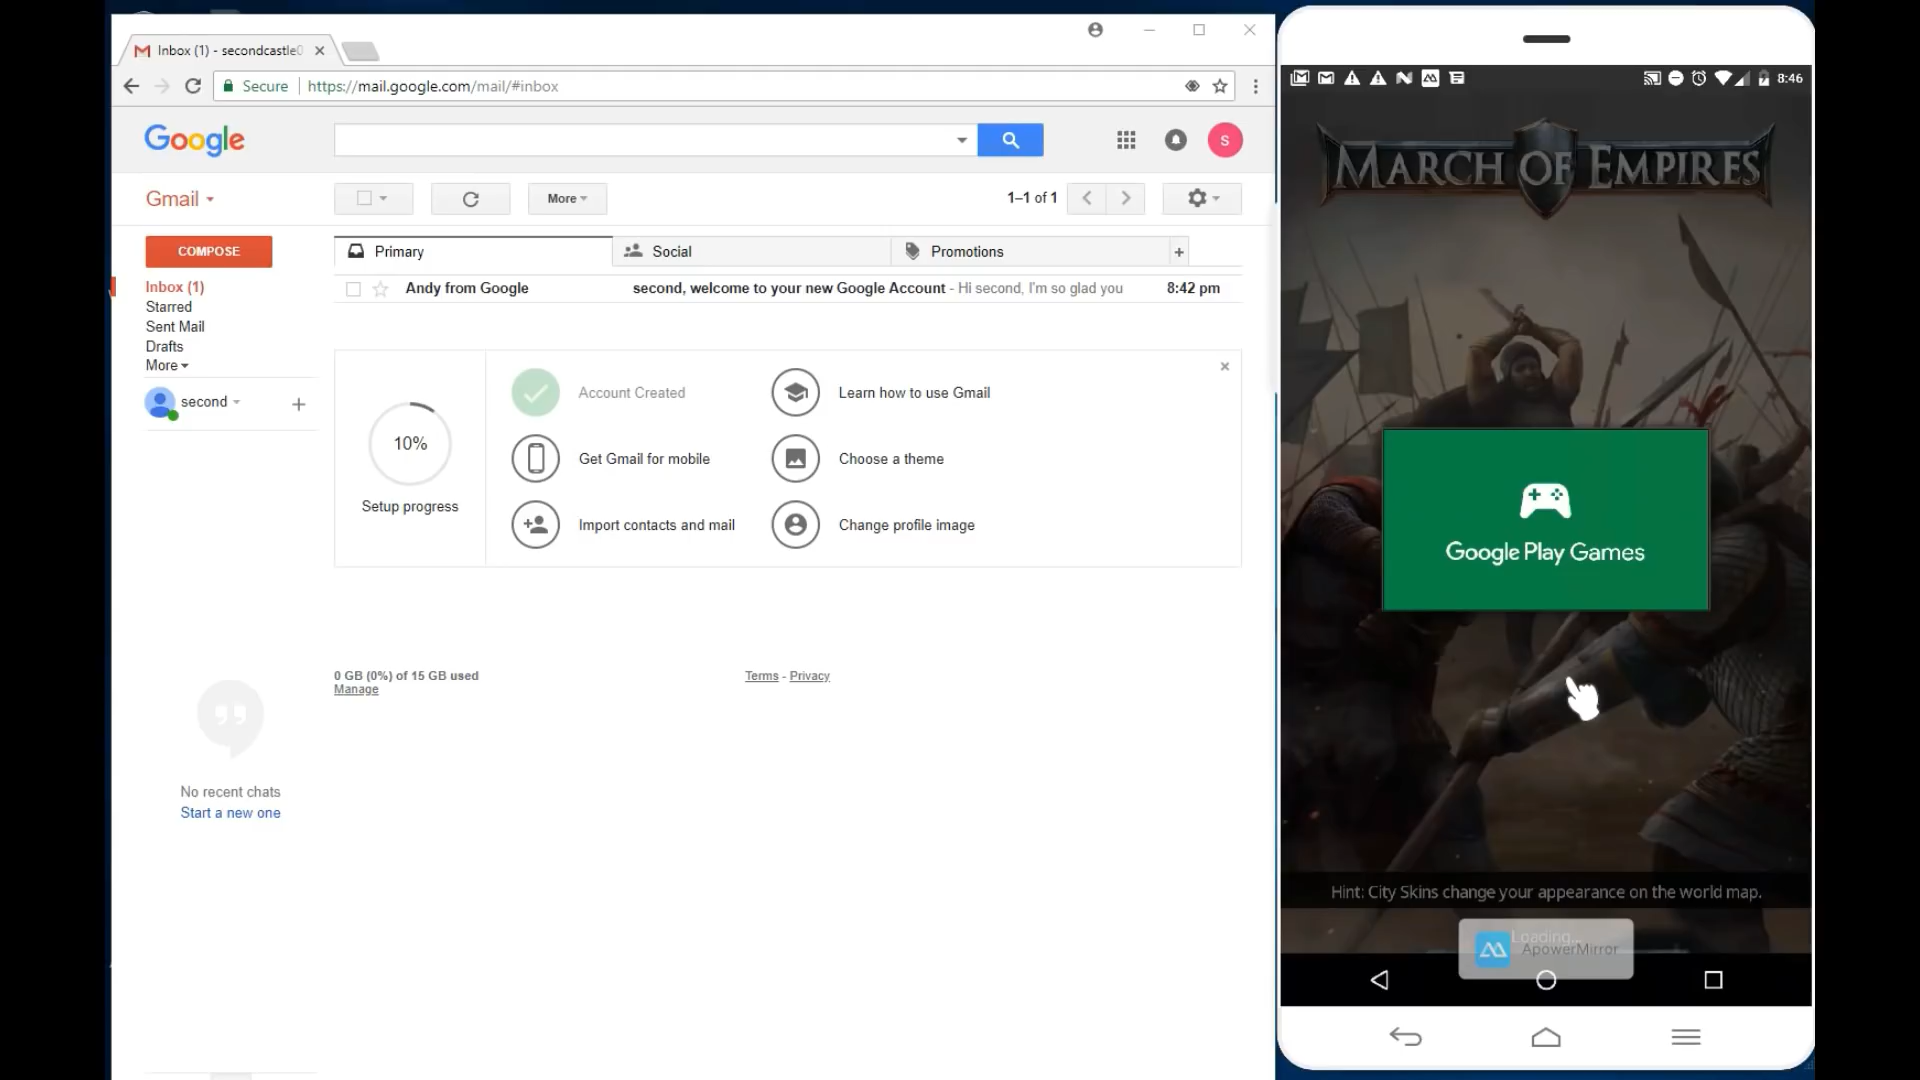 Inbox (1) - secondcastle0
Secure
https://mail.google.com/mail/#inbox
Google
S
Gmail
More
1–1 of 1
COMPOSE
Primary
Social
Promotions
+
Inbox (1)
Starred
Sent Mail
Drafts
More
Andy from Google
second, welcome to your new Google Account - Hi second, I'm so glad you
8:42 pm
second
10%
Setup progress
Account Created
Learn how to use Gmail
Get Gmail for mobile
Choose a theme
Import contacts and mail
Change profile image
0 GB (0%) of 15 GB used
Manage
Terms - Privacy
No recent chats
Start a new one
8:46
MARCH OF EMPIRES
Google Play Games
Hint: City Skins change your appearance on the world map.
Loading...
ApowerMirror